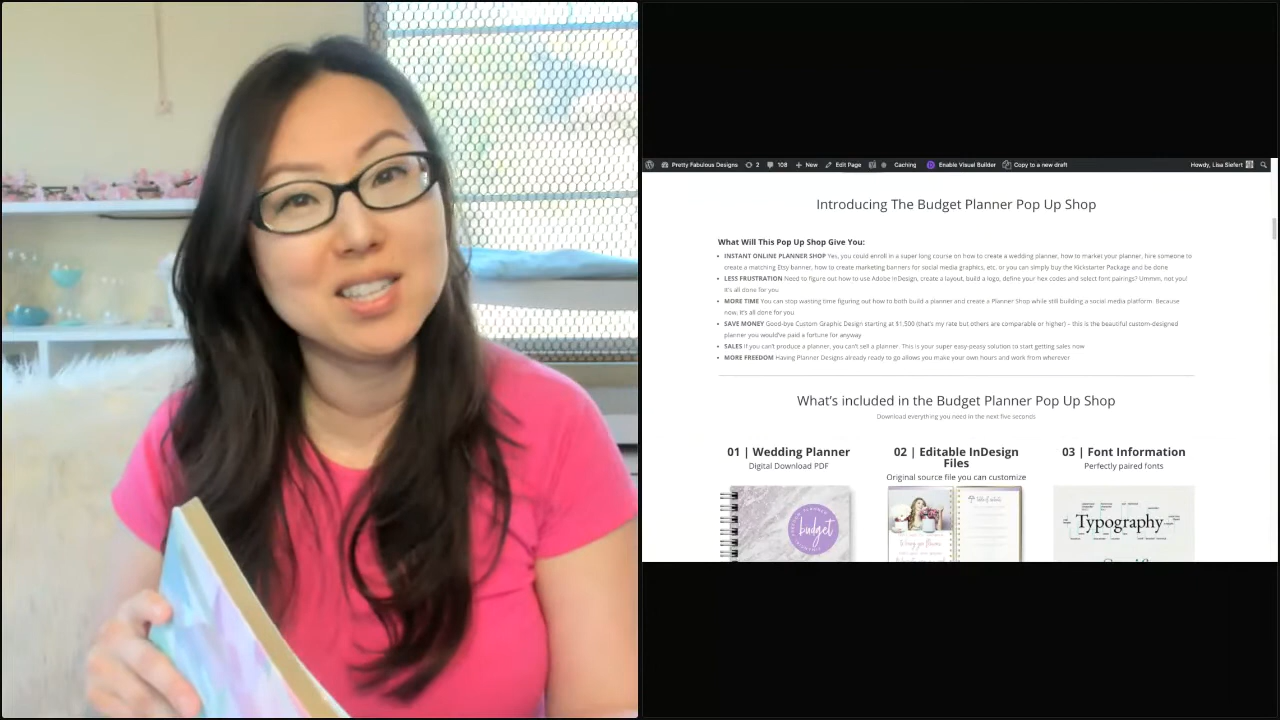 Pretty Fabulous Designs 2 108 New Edit Page Caching Enable Visual Builder Copy to a new draft Howdy, Lisa Siefert
Introducing The Budget Planner Pop Up Shop
What Will This Pop Up Shop Give You:
INSTANT ONLINE PLANNER SHOP Yes, you could enroll in a super long course on how to create a wedding planner, how to market your planner, hire someone to
create a matching Etsy banner, how to create marketing banners for social media graphics, etc. or you can simply buy the Kickstarter Package and be done
LESS FRUSTRATION Need to figure out how to use Adobe InDesign, create a layout, build a logo, define your hex codes and select font pairings? Ummm, not you!
It's all done for you
MORE TIME You can stop wasting time figuring out how to both build a planner and create a Planner Shop while still building a social media platform. Because
now, it's all done for you
SAVE MONEY Good-bye Custom Graphic Design starting at $1,500 (that's my rate but others are comparable or higher) – this is the beautiful custom-designed
planner you would've paid a fortune for anyway
SALES If you can't produce a planner, you can't sell a planner. This is your super easy-peasy solution to start getting sales now
MORE FREEDOM Having Planner Designs already ready to go allows you make your own hours and work from wherever
What's included in the Budget Planner Pop Up Shop
Download everything you need in the next five seconds
01 | Wedding Planner
Digital Download PDF
02 | Editable InDesign
Files
Original source file you can customize
03 | Font Information
Perfectly paired fonts
budget
table of contents
Typography